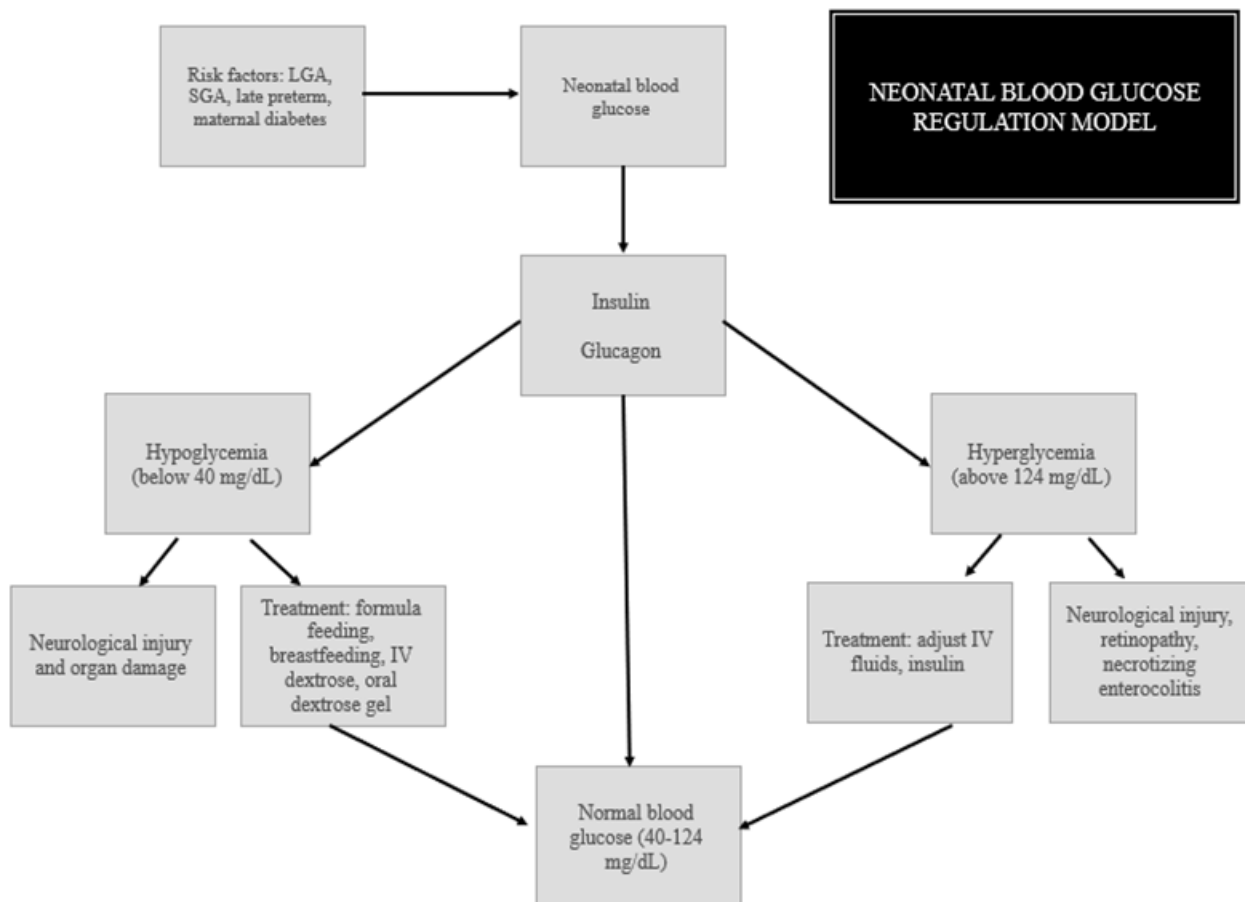 Risk factors: LGA,
SGA, late preterm,
maternal diabetes
Neonatal blood
glucose
NEONATAL BLOOD GLUCOSE
REGULATION MODEL
Insulin
Glucagon
Hypoglycemia
(below 40 mg/dL)
Hyperglycemia
(above 124 mg/dL)
Neurological injury
and organ damage
Treatment: formula
feeding,
breastfeeding, IV
dextrose, oral
dextrose gel
Treatment: adjust IV
fluids, insulin
Neurological injury,
retinopathy,
necrotizing
enterocolitis
Normal blood
glucose (40-124
mg/dL)